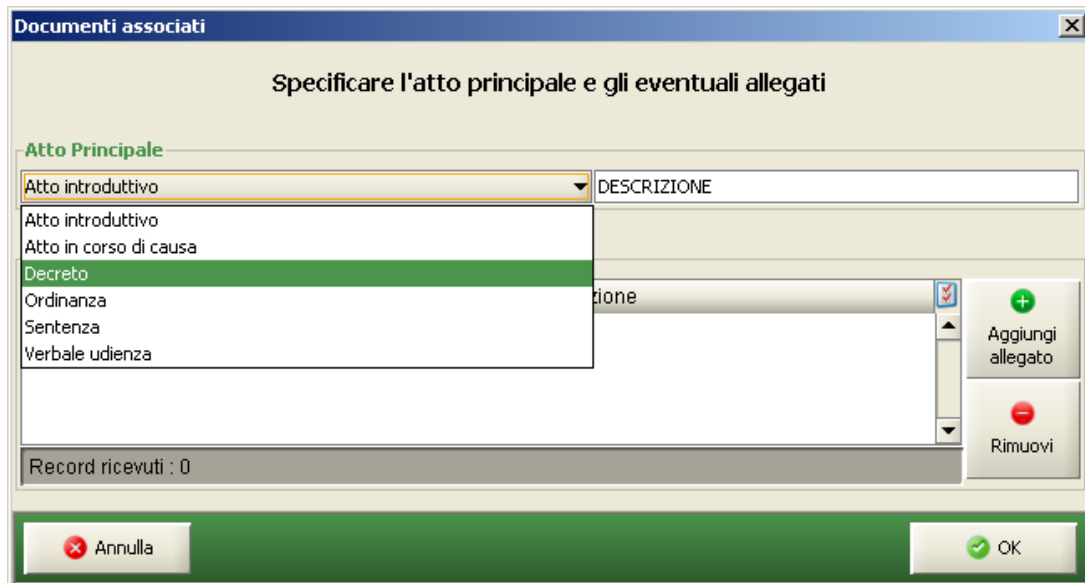 Documenti associati
Specificare l'atto principale e gli eventuali allegati
Atto Principale
Atto introduttivo DESCRIZIONE
Atto introduttivo
Atto in corso di causa
Decreto
Ordinanza
Sentenza
Verbale udienza
zione
Aggiungi
allegato
Rimuovi
Record ricevuti : 0
Annulla OK